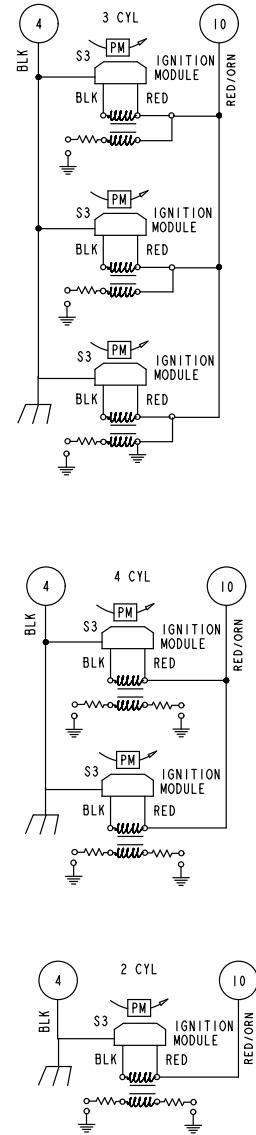 3 CYL
4
10
PM
S3
IGNITION
MODULE
BLK
RED/ORN
BLK
RED
PM
S3
IGNITION
MODULE
BLK
RED
PM
S3
IGNITION
MODULE
BLK
RED
4 CYL
4
10
PM
S3
IGNITION
MODULE
BLK
RED/ORN
BLK
RED
PM
S3
IGNITION
MODULE
BLK
RED
2 CYL
4
10
PM
S3
IGNITION
MODULE
BLK
RED/ORN
BLK
RED